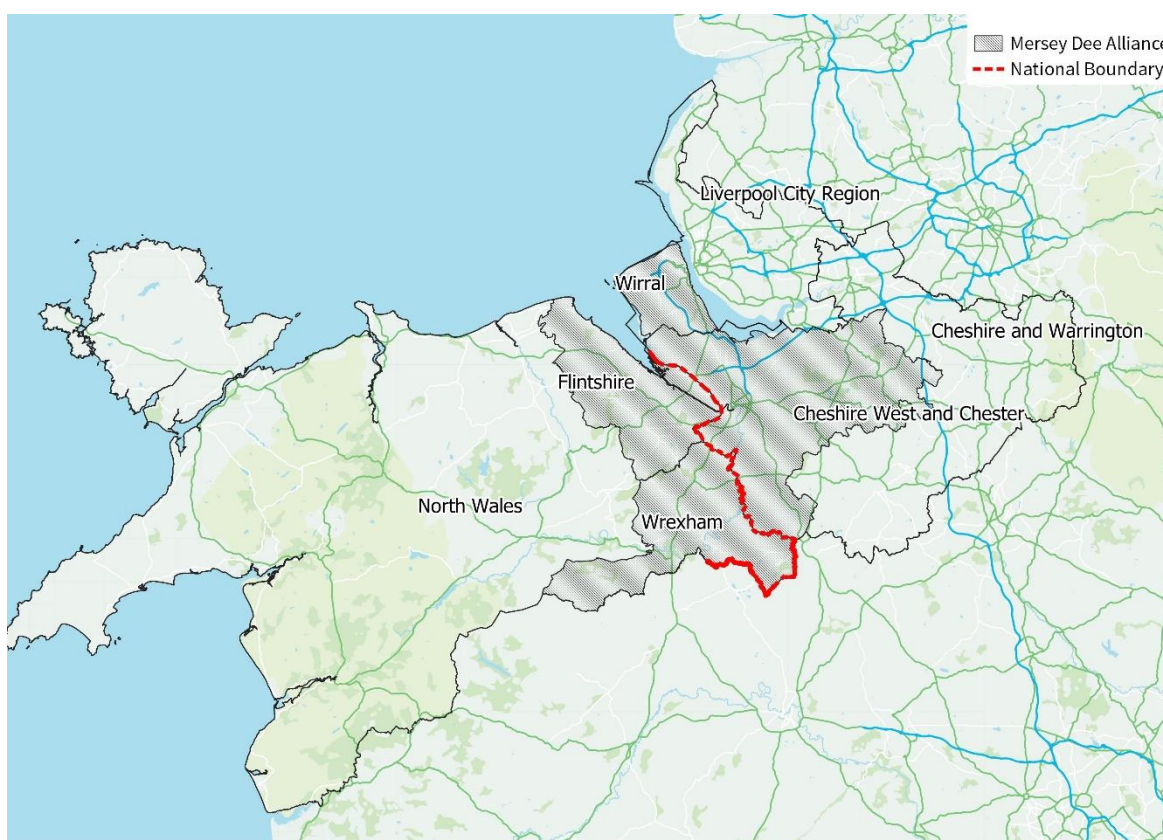 Mersey Dee Alliance
National Boundary
Liverpool City Region
Wirral
Cheshire and Warrington
Flintshire
Cheshire West and Chester
North Wales
Wrexham